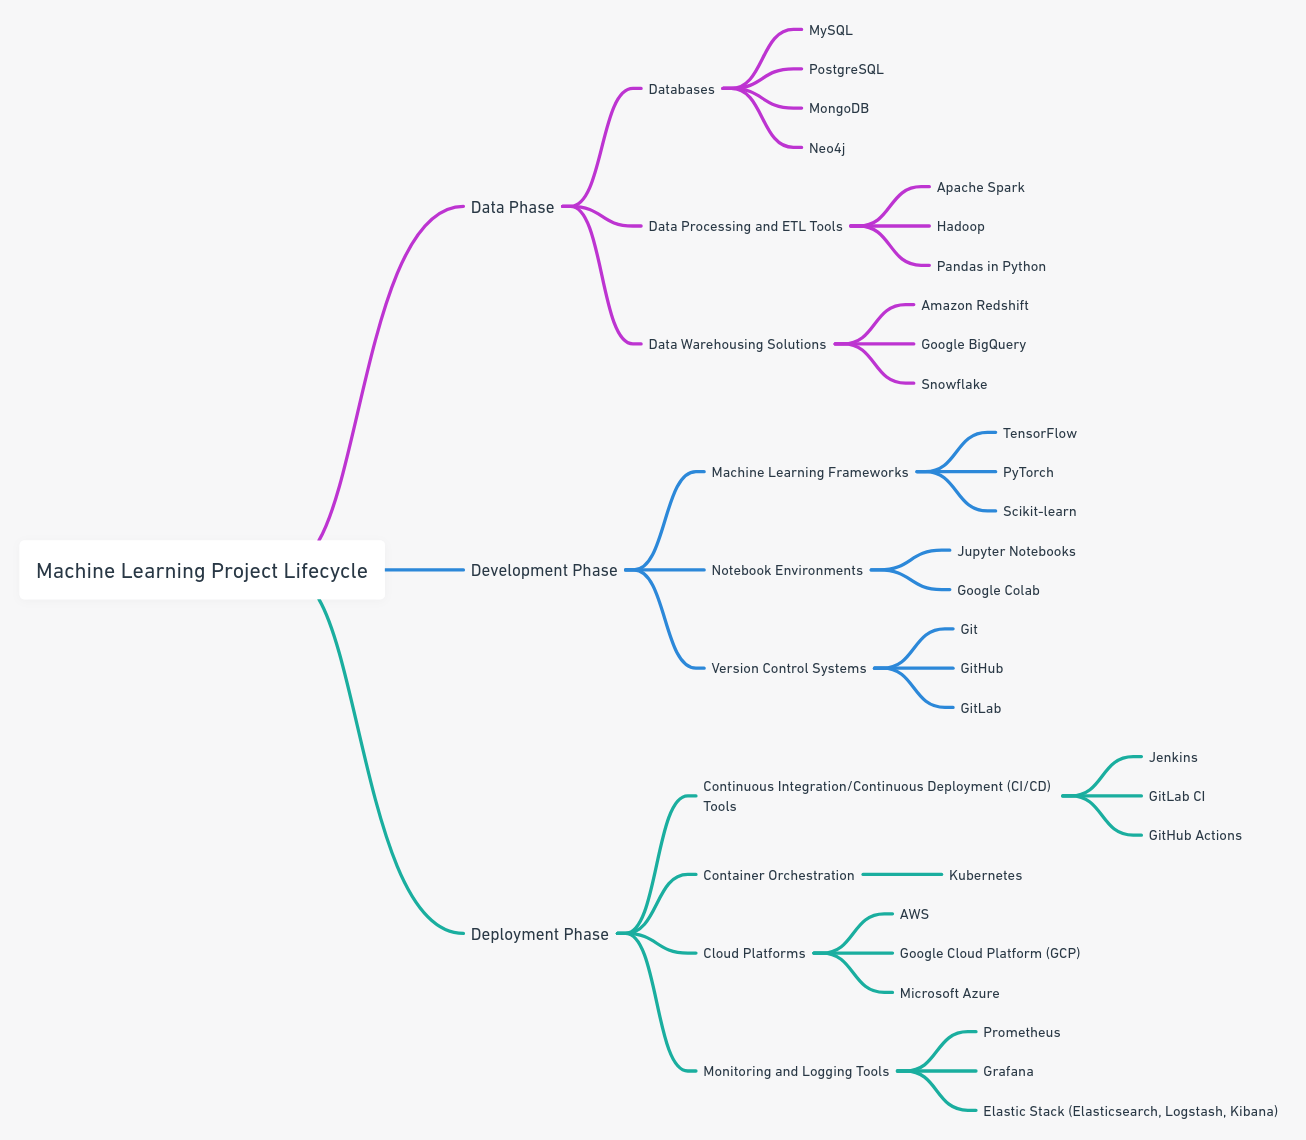 Machine Learning Project Lifecycle
Data Phase
Databases
MySQL
PostgreSQL
MongoDB
Neo4j
Data Processing and ETL Tools
Apache Spark
Hadoop
Pandas in Python
Data Warehousing Solutions
Amazon Redshift
Google BigQuery
Snowflake
Development Phase
Machine Learning Frameworks
TensorFlow
PyTorch
Scikit-learn
Notebook Environments
Jupyter Notebooks
Google Colab
Version Control Systems
Git
GitHub
GitLab
Deployment Phase
Continuous Integration/Continuous Deployment (CI/CD)
Tools
Jenkins
GitLab CI
GitHub Actions
Container Orchestration
Kubernetes
Cloud Platforms
AWS
Google Cloud Platform (GCP)
Microsoft Azure
Monitoring and Logging Tools
Prometheus
Grafana
Elastic Stack (Elasticsearch, Logstash, Kibana)